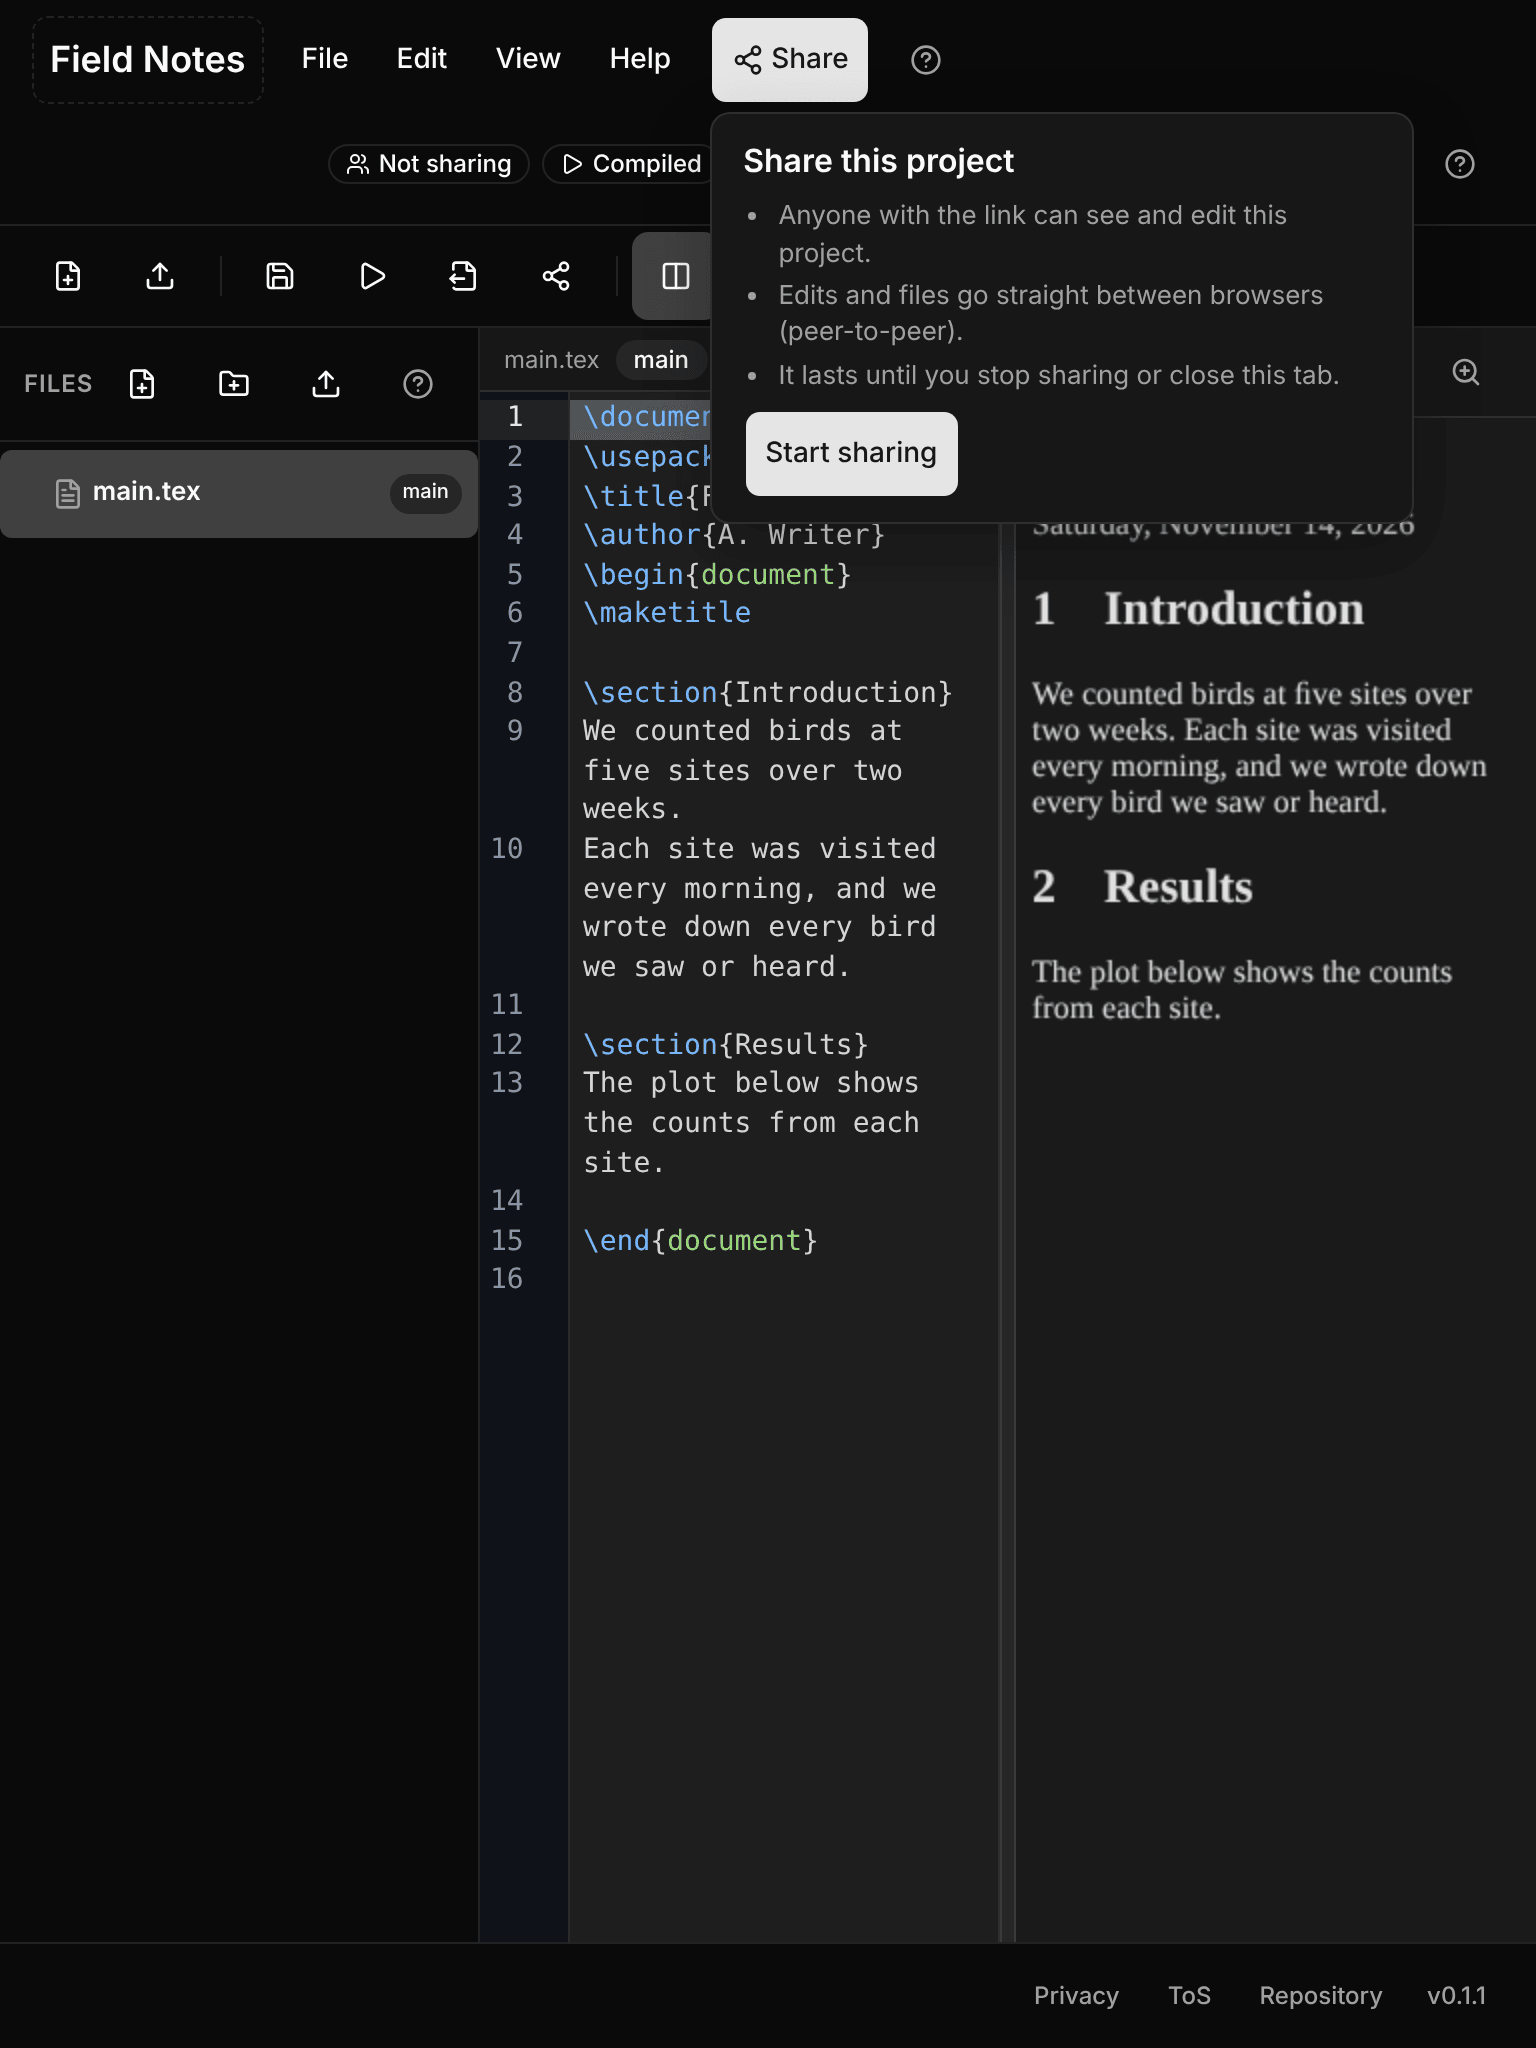 Field Notes File Edit View Help Share
Not sharing Compiled
Share this project
• Anyone with the link can see and edit this
project.
• Edits and files go straight between browsers
(peer-to-peer).
• It lasts until you stop sharing or close this tab.
Start sharing
FILES
main.tex main
main.tex main
1 \documen
2 \usepack
3 \title{F
4 \author{A. Writer}
5 \begin{document}
6 \maketitle
7
8 \section{Introduction}
9 We counted birds at
five sites over two
weeks.
10 Each site was visited
every morning, and we
wrote down every bird
we saw or heard.
11
12 \section{Results}
13 The plot below shows
the counts from each
site.
14
15 \end{document}
16
Saturday, November 14, 2026
1 Introduction
We counted birds at five sites over
two weeks. Each site was visited
every morning, and we wrote down
every bird we saw or heard.
2 Results
The plot below shows the counts
from each site.
Privacy ToS Repository v0.1.1